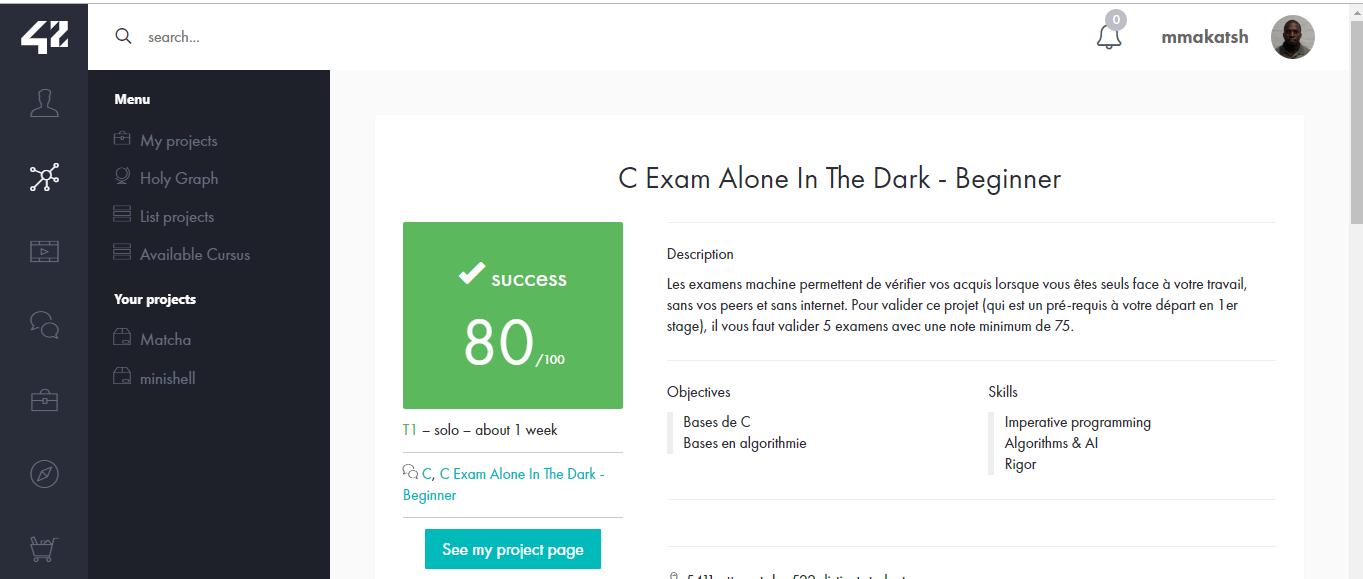 42
search...
0
mmakatsh
Menu
My projects
Holy Graph
List projects
Available Cursus
Your projects
Matcha
minishell
C Exam Alone In The Dark - Beginner
success
80/100
T1 – solo – about 1 week
C, C Exam Alone In The Dark -
Beginner
See my project page
Description
Les examens machine permettent de vérifier vos acquis lorsque vous êtes seuls face à votre travail,
sans vos peers et sans internet. Pour valider ce projet (qui est un pré-requis à votre départ en 1er
stage), il vous faut valider 5 examens avec une note minimum de 75.
Objectives
Bases de C
Bases en algorithmie
Skills
Imperative programming
Algorithms & AI
Rigor